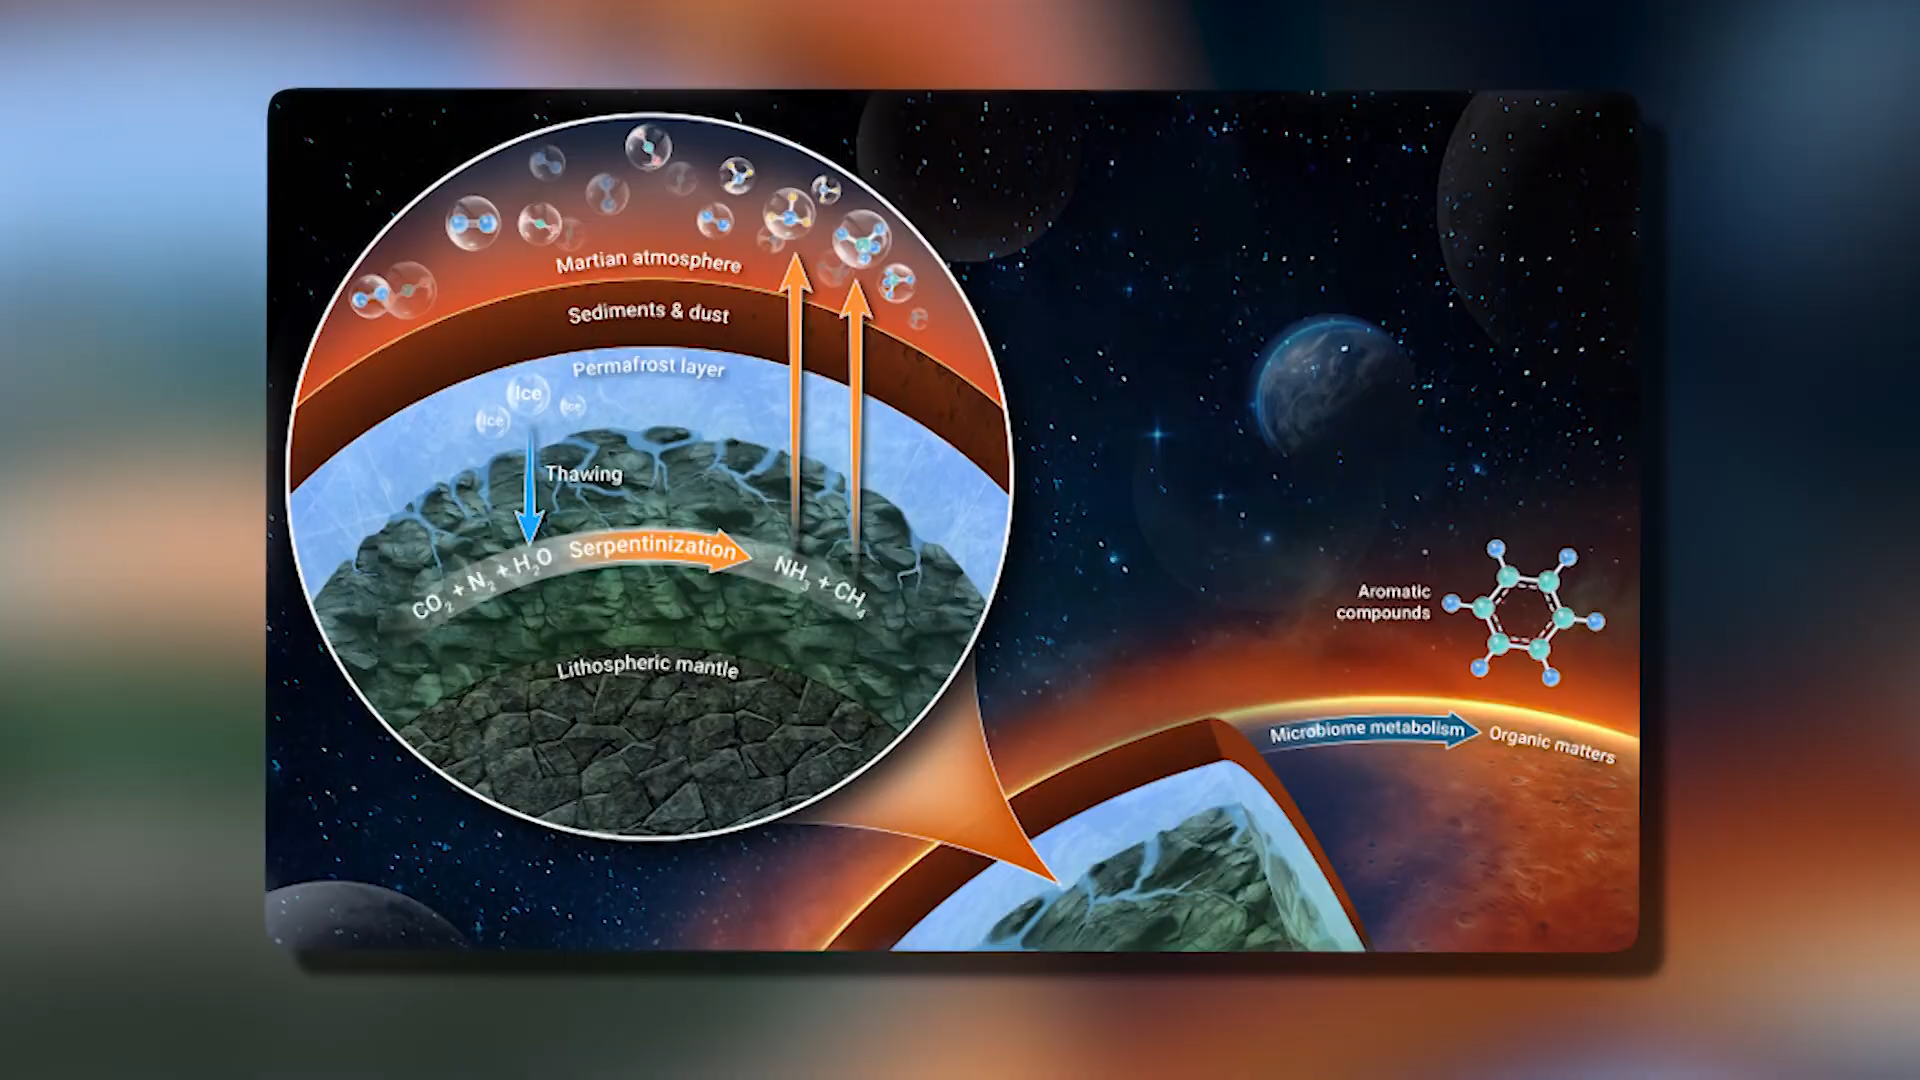 Martian atmosphere
Sediments & dust
Permafrost layer
Ice
Ice
Ice
Thawing
CO₂ + N₂ + H₂O
Serpentinization
NH₃ + CH₄
Lithospheric mantle
Aromatic
compounds
Microbiome metabolism
Organic matters